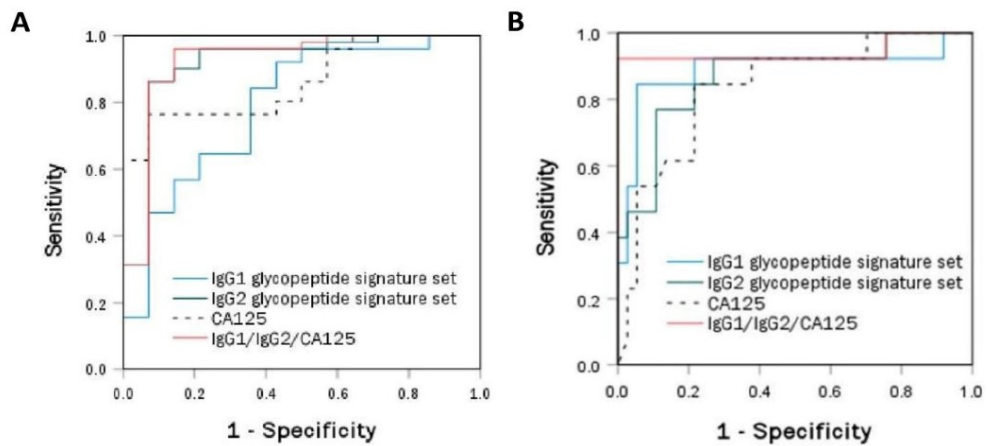 A
1.0
0.8
0.6
0.4
0.2
0.0
Sensitivity
IgG1 glycopeptide signature set
IgG2 glycopeptide signature set
CA125
IgG1/IgG2/CA125
0.0 0.2 0.4 0.6 0.8 1.0
1 - Specificity
B
1.0
0.8
0.6
0.4
0.2
0.0
Sensitivity
IgG1 glycopeptide signature set
IgG2 glycopeptide signature set
CA125
IgG1/IgG2/CA125
0.0 0.2 0.4 0.6 0.8 1.0
1 - Specificity